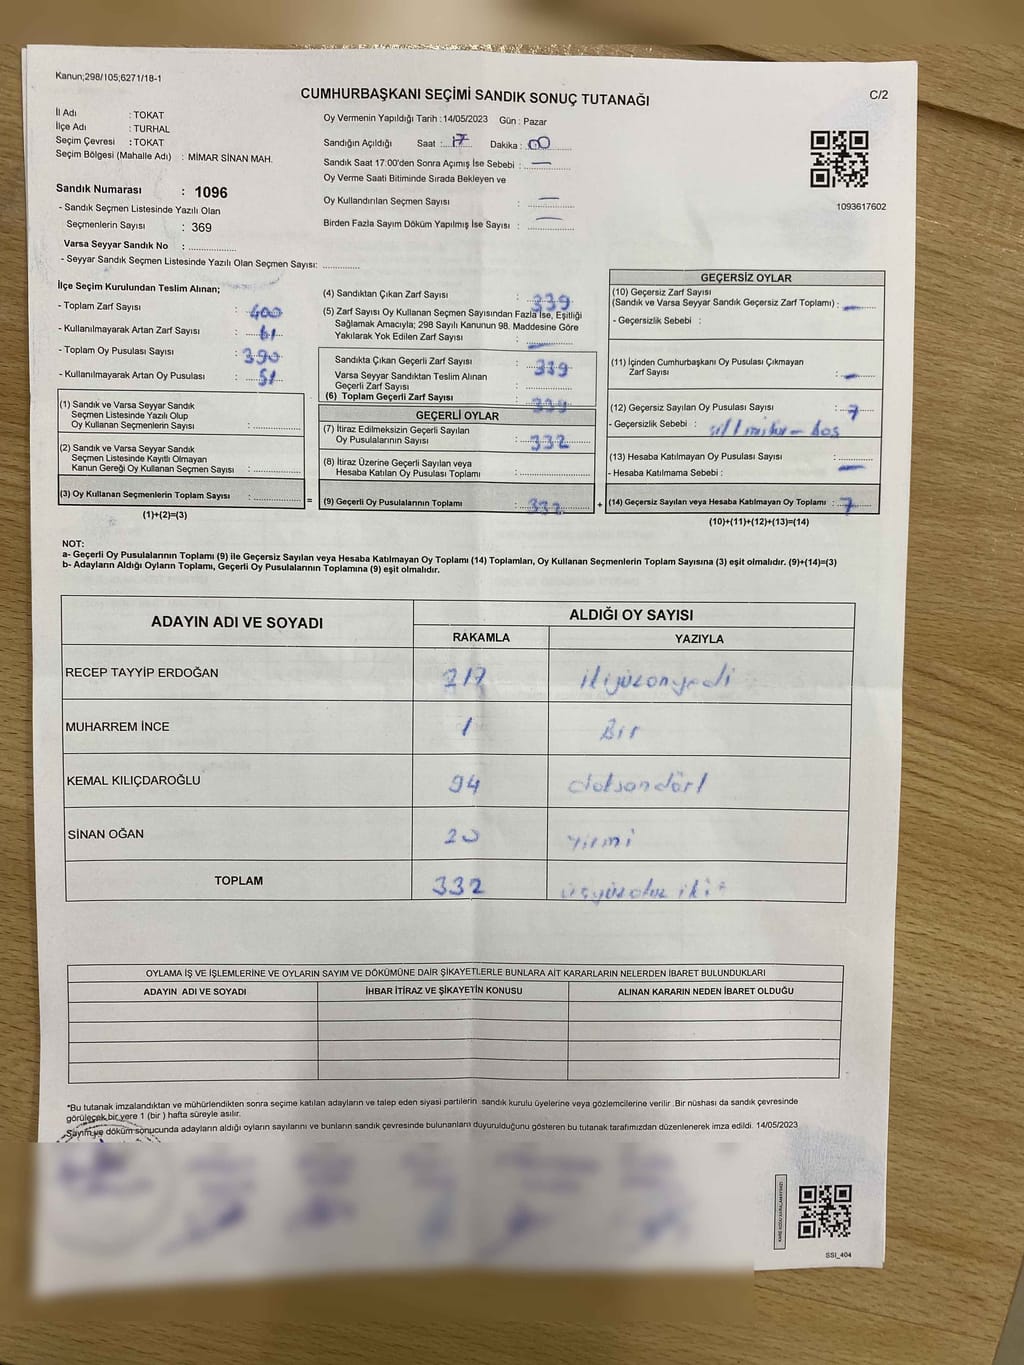 Kanun;298/105;6271/18-1
CUMHURBAŞKANI SEÇİMİ SANDIK SONUÇ TUTANAĞI
C/2
İl Adı : TOKAT
İlçe Adı : TURHAL
Seçim Çevresi : TOKAT
Seçim Bölgesi (Mahalle Adı) : MİMAR SİNAN MAH.
Sandık Numarası : 1096
- Sandık Seçmen Listesinde Yazılı Olan
Seçmenlerin Sayısı : 369
Varsa Seyyar Sandık No : ..............
- Seyyar Sandık Seçmen Listesinde Yazılı Olan Seçmen Sayısı: ............
Oy Vermenin Yapıldığı Tarih :14/05/2023 Gün : Pazar
Sandığın Açıldığı Saat : 17 Dakika : 00
Sandık Saat 17:00'den Sonra Açımış İse Sebebi : —
Oy Verme Saati Bitiminde Sırada Bekleyen ve
Oy Kullandırılan Seçmen Sayısı : —
Birden Fazla Sayım Döküm Yapılmış İse Sayısı : —
1093617602
İlçe Seçim Kurulundan Teslim Alınan;
- Toplam Zarf Sayısı : 400
- Kullanılmayarak Artan Zarf Sayısı : 61
- Toplam Oy Pusulası Sayısı : 390
- Kullanılmayarak Artan Oy Pusulası : 51
(1) Sandık ve Varsa Seyyar Sandık
Seçmen Listesinde Yazılı Olup
Oy Kullanan Seçmenlerin Sayısı : ............
(2) Sandık ve Varsa Seyyar Sandık
Seçmen Listesinde Kayıtlı Olmayan
Kanun Gereği Oy Kullanan Seçmen Sayısı : ............
(3) Oy Kullanan Seçmenlerin Toplam Sayısı : ............ =
(1)+(2)=(3)
(4) Sandıktan Çıkan Zarf Sayısı : 339
(5) Zarf Sayısı Oy Kullanan Seçmen Sayısından Fazla İse, Eşitliği
Sağlamak Amacıyla; 298 Sayılı Kanunun 98. Maddesine Göre
Yakılarak Yok Edilen Zarf Sayısı : —
Sandıkta Çıkan Geçerli Zarf Sayısı : 339
Varsa Seyyar Sandıktan Teslim Alınan
Geçerli Zarf Sayısı : ............
(6) Toplam Geçerli Zarf Sayısı : 339
GEÇERLİ OYLAR
(7) İtiraz Edilmeksizin Geçerli Sayılan
Oy Pusulalarının Sayısı : 332
(8) İtiraz Üzerine Geçerli Sayılan veya
Hesaba Katılan Oy Pusulası Toplamı : ............
(9) Geçerli Oy Pusulalarının Toplamı : 332 +
GEÇERSİZ OYLAR
(10) Geçersiz Zarf Sayısı
(Sandık ve Varsa Seyyar Sandık Geçersiz Zarf Toplamı) : —
- Geçersizlik Sebebi :
(11) İçinden Cumhurbaşkanı Oy Pusulası Çıkmayan
Zarf Sayısı : —
(12) Geçersiz Sayılan Oy Pusulası Sayısı : 7
- Geçersizlik Sebebi : - boş
(13) Hesaba Katılmayan Oy Pusulası Sayısı : ............
- Hesaba Katılmama Sebebi : —
(14) Geçersiz Sayılan veya Hesaba Katılmayan Oy Toplamı : 7
(10)+(11)+(12)+(13)=(14)
NOT:
a- Geçerli Oy Pusulalarının Toplamı (9) ile Geçersiz Sayılan veya Hesaba Katılmayan Oy Toplamı (14) Toplamları, Oy Kullanan Seçmenlerin Toplam Sayısına (3) eşit olmalıdır. (9)+(14)=(3)
b- Adayların Aldığı Oyların Toplamı, Geçerli Oy Pusulalarının Toplamına (9) eşit olmalıdır.
ADAYIN ADI VE SOYADI
ALDIĞI OY SAYISI
RAKAMLA YAZIYLA
RECEP TAYYİP ERDOĞAN 217 ikiyüzonyedi
MUHARREM İNCE 1 Bir
KEMAL KILIÇDAROĞLU 94 doksandört
SİNAN OĞAN 20 Yirmi
TOPLAM 332 üçyüzotuz iki
OYLAMA İŞ VE İŞLEMLERİNE VE OYLARIN SAYIM VE DÖKÜMÜNE DAİR ŞİKAYETLERLE BUNLARA AİT KARARLARIN NELERDEN İBARET BULUNDUKLARI
ADAYIN ADI VE SOYADI İHBAR İTİRAZ VE ŞİKAYETİN KONUSU ALINAN KARARIN NEDEN İBARET OLDUĞU
*Bu tutanak imzalandıktan ve mühürlendikten sonra seçime katılan adayların ve talep eden siyasi partilerin sandık kurulu üyelerine veya gözlemcilerine verilir .Bir nüshası da sandık çevresinde
görülecek bir yere 1 (bir ) hafta süreyle asılır.
-Sayım ve döküm sonucunda adayların aldığı oyların sayılarını ve bunların sandık çevresinde bulunanlara duyurulduğunu gösteren bu tutanak tarafımızdan düzenlenerek imza edildi. 14/05/2023
SSI_404